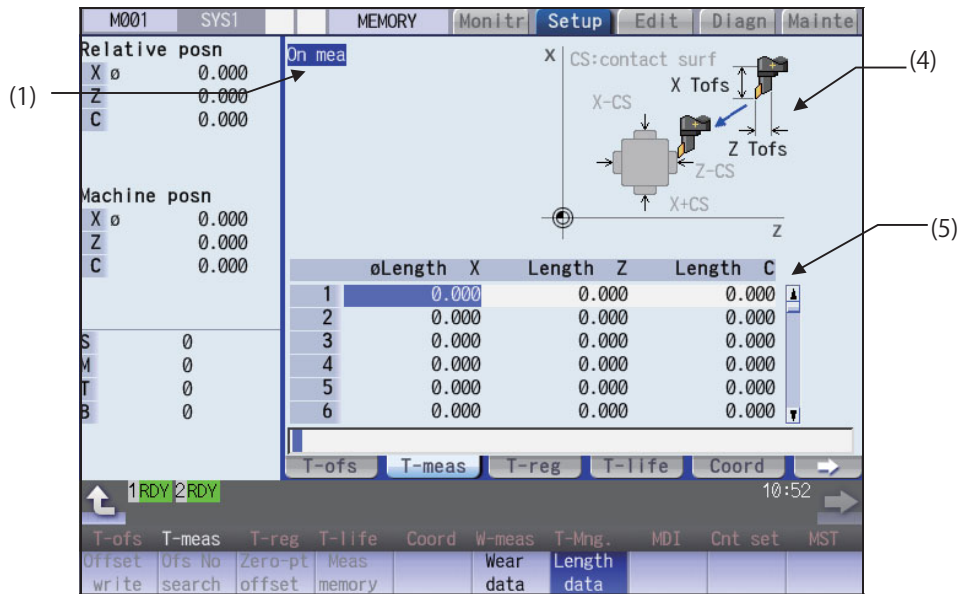 M001 SYS1 MEMORY Monitr Setup Edit Diagn Mainte
Relative posn
X ø 0.000
Z 0.000
C 0.000
Machine posn
X ø 0.000
Z 0.000
C 0.000
S 0
M 0
T 0
B 0
(1)
On mea
X CS:contact surf
X Tofs
(4)
X-CS
Z Tofs
Z-CS
X+CS
Z
(5)
øLength X Length Z Length C
1 0.000 0.000 0.000
2 0.000 0.000 0.000
3 0.000 0.000 0.000
4 0.000 0.000 0.000
5 0.000 0.000 0.000
6 0.000 0.000 0.000
T-ofs T-meas T-reg T-life Coord
1RDY 2RDY 10:52
T-ofs T-meas T-reg T-life Coord W-meas T-Mng. MDI Cnt set MST
Offset write
Ofs No search
Zero-pt offset
Meas memory
Wear data
Length data